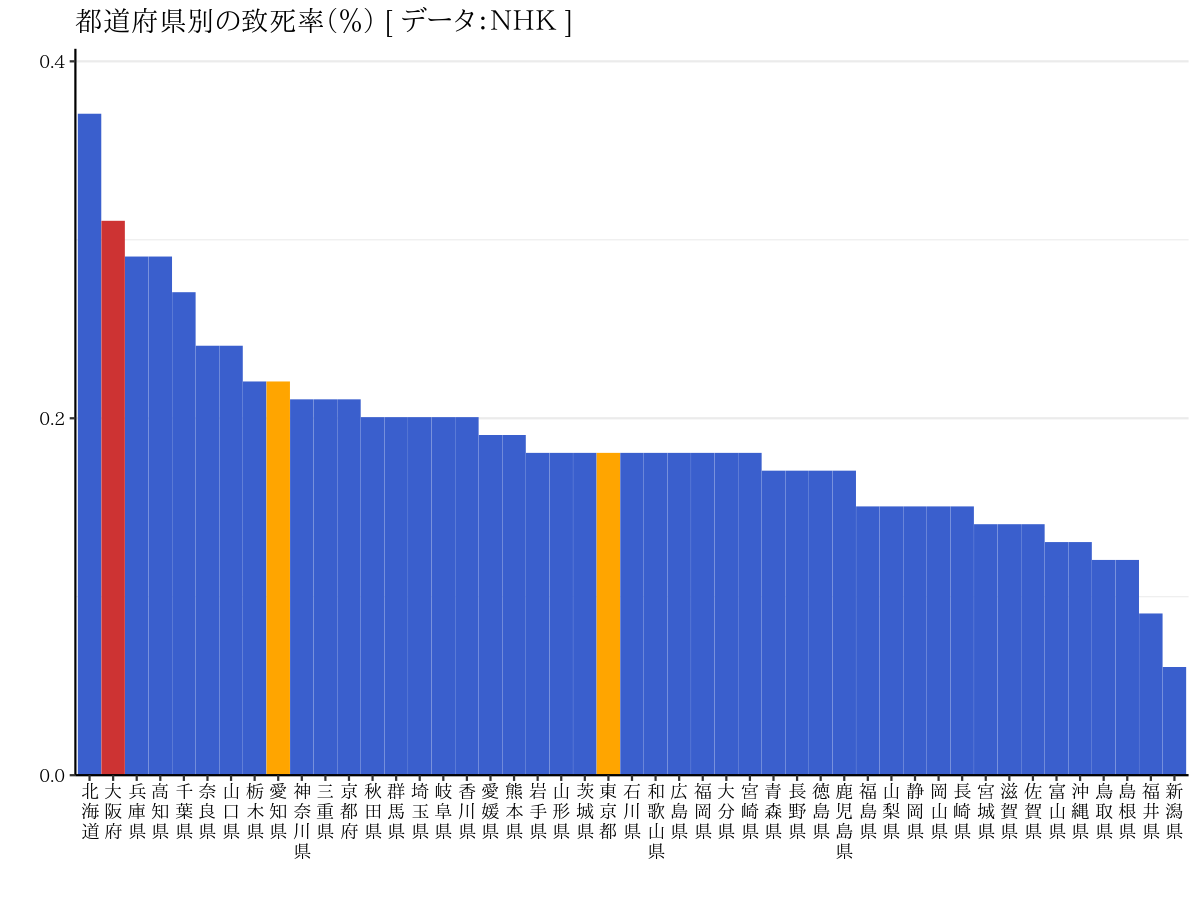 都道府県別の致死率(%) [ データ:NHK ]
0.4
0.2
0.0
北海道
大阪府
兵庫県
高知県
千葉県
奈良県
山口県
栃木県
愛知県
神奈川県
三重県
京都府
秋田県
群馬県
埼玉県
岐阜県
香川県
愛媛県
熊本県
岩手県
山形県
茨城県
東京都
石川県
和歌山県
広島県
福岡県
大分県
宮崎県
青森県
長野県
徳島県
鹿児島県
福島県
山梨県
静岡県
岡山県
長崎県
宮城県
滋賀県
佐賀県
富山県
沖縄県
鳥取県
島根県
福井県
新潟県